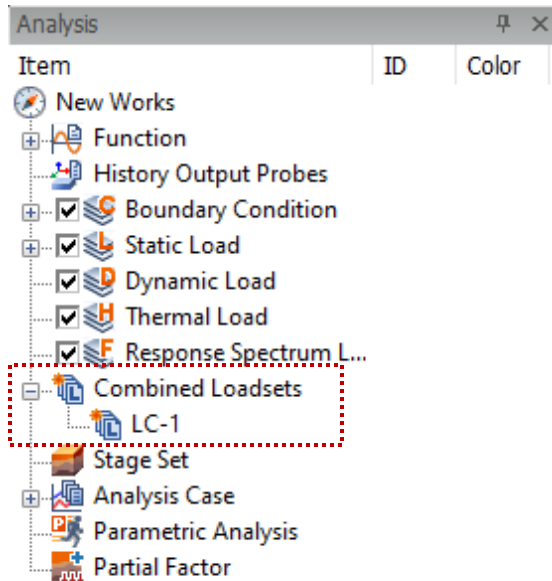 Analysis
Item ID Color
New Works
Function
History Output Probes
Boundary Condition
Static Load
Dynamic Load
Thermal Load
Response Spectrum L...
Combined Loadsets
LC-1
Stage Set
Analysis Case
Parametric Analysis
Partial Factor